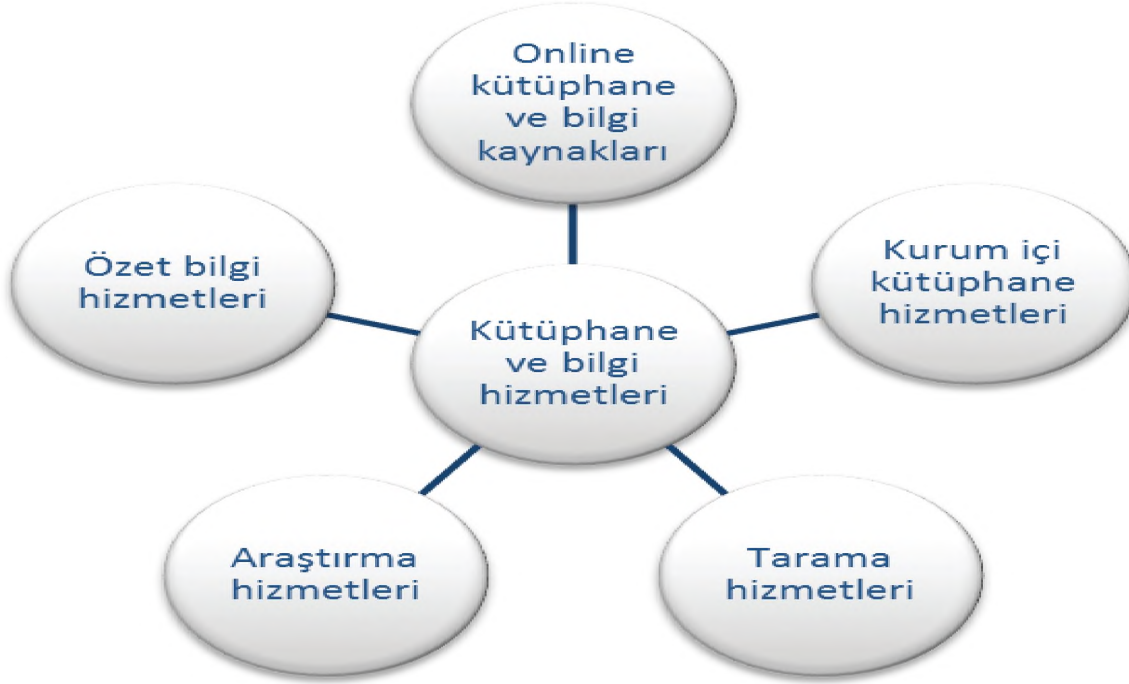 Online
kütüphane
ve bilgi
kaynakları
Özet bilgi
hizmetleri
Kurum içi
kütüphane
hizmetleri
Kütüphane
ve bilgi
hizmetleri
Araştırma
hizmetleri
Tarama
hizmetleri